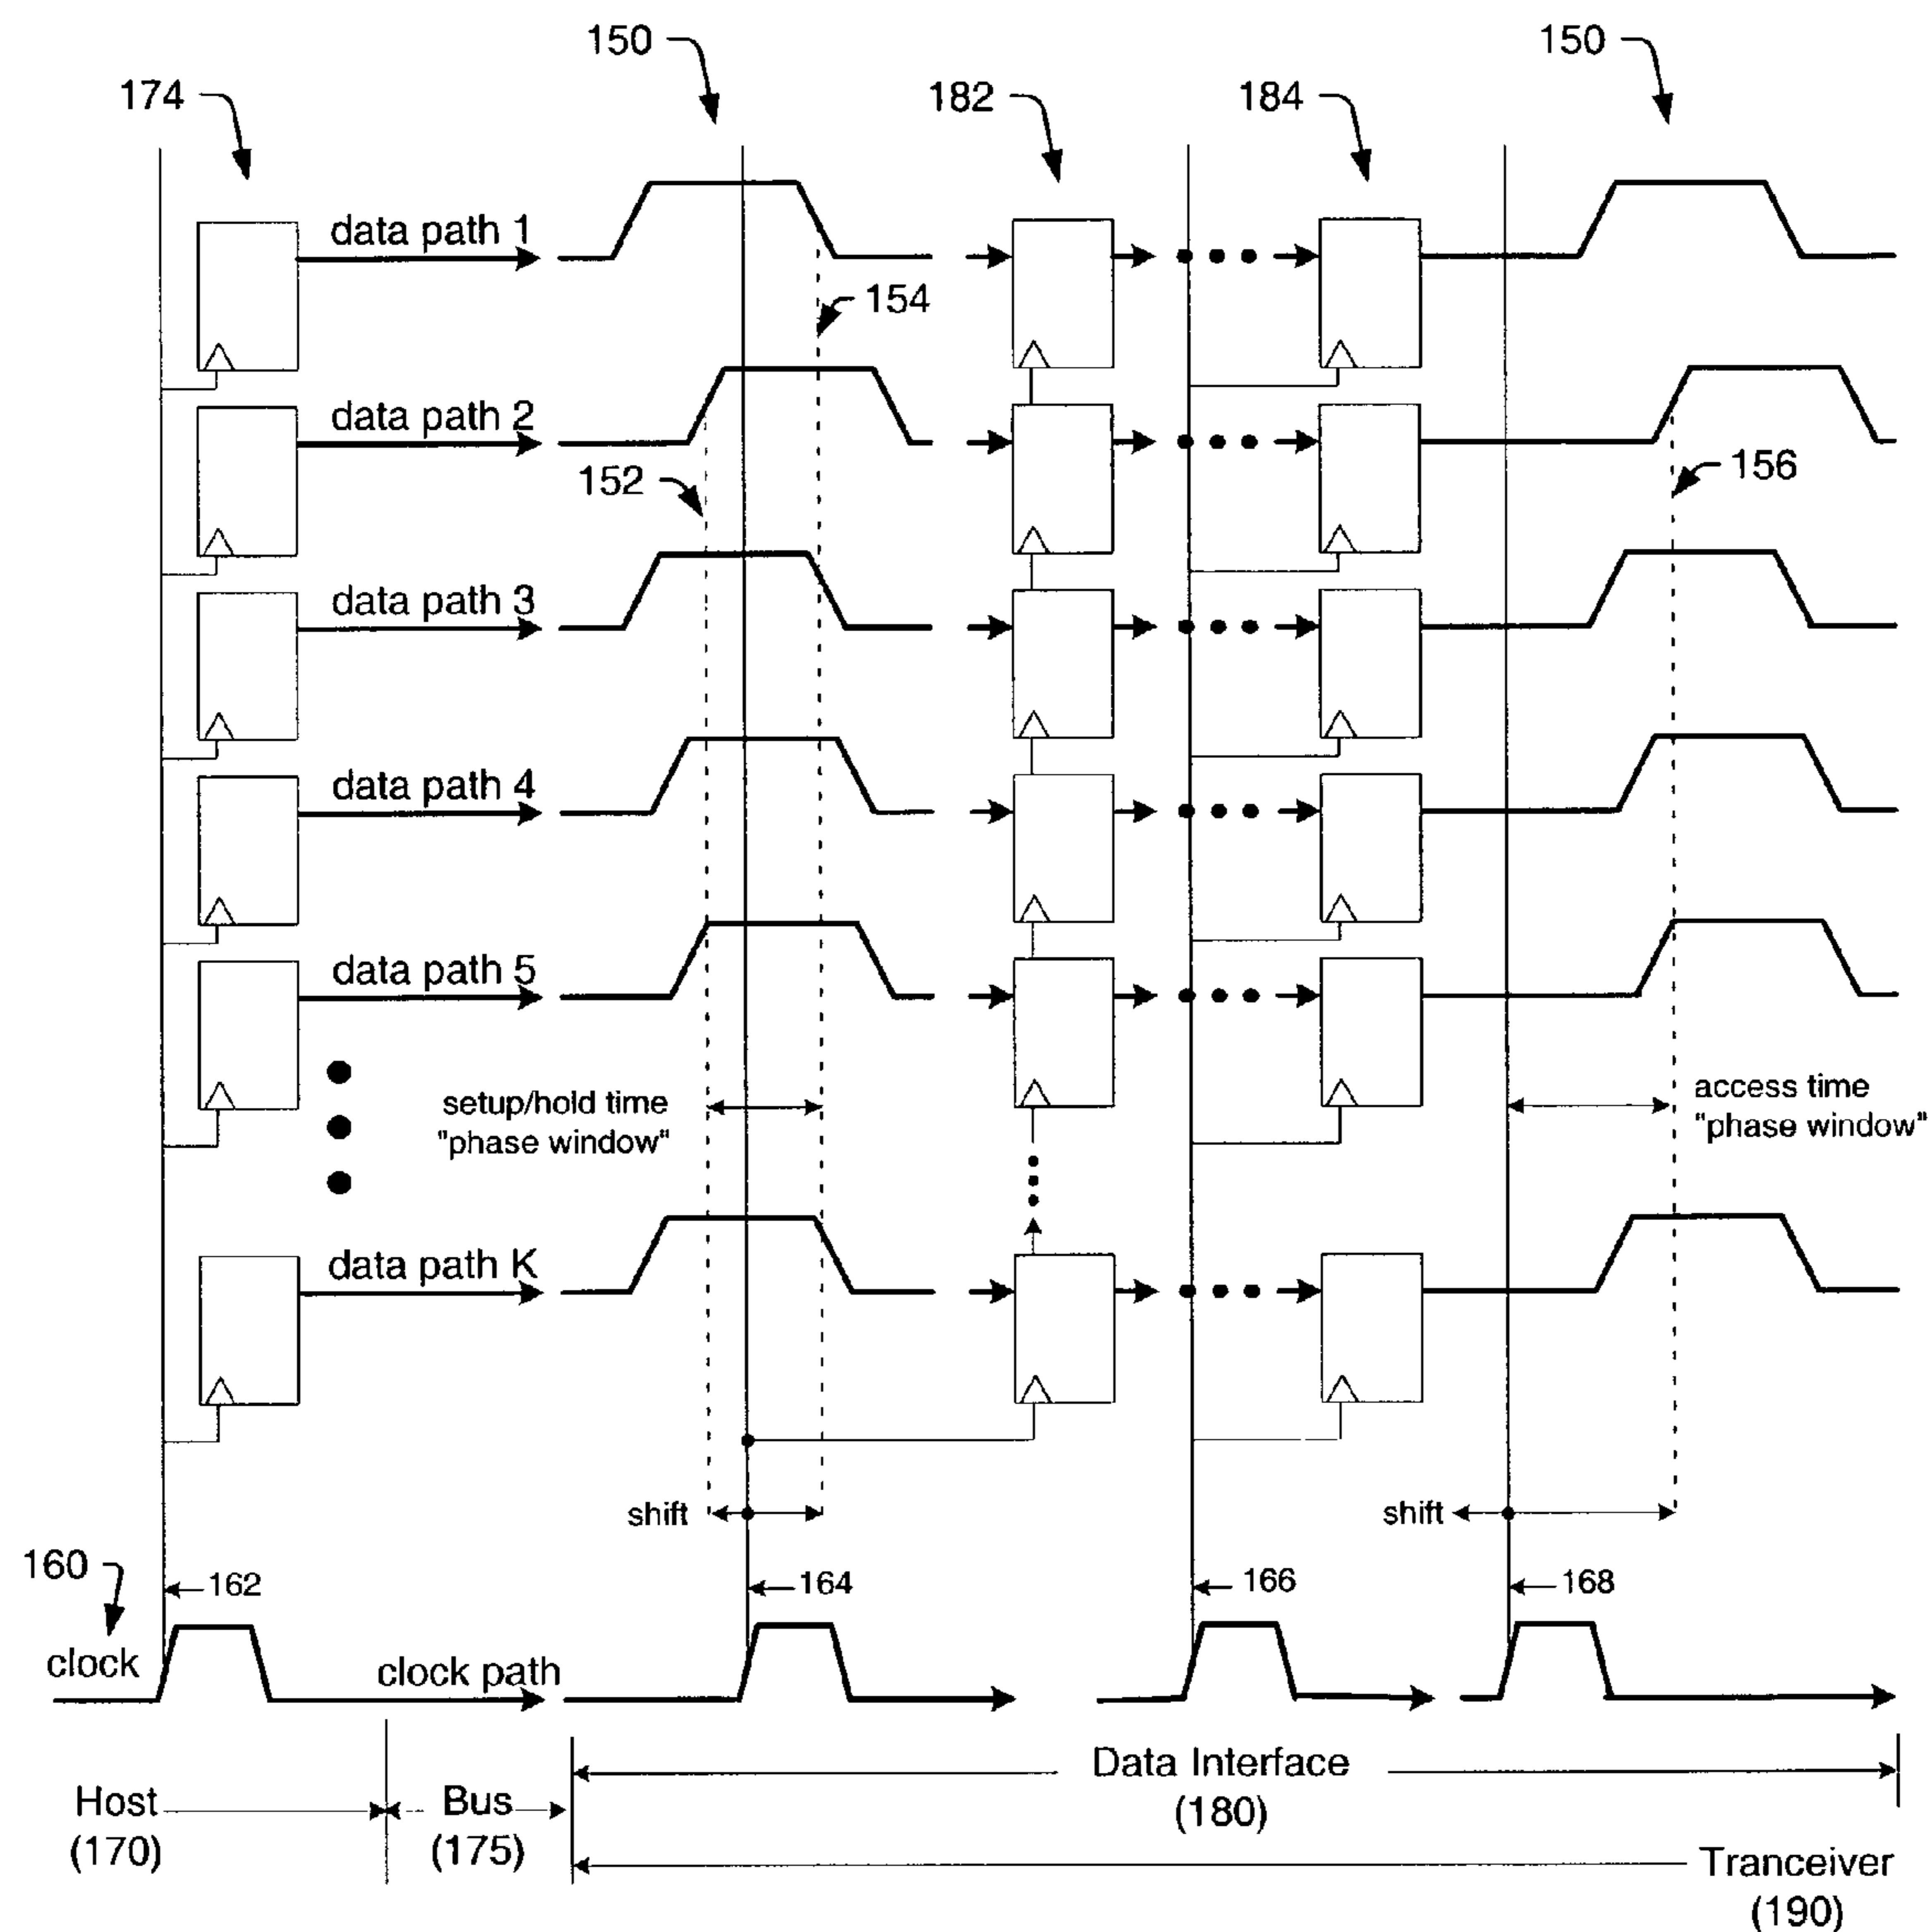 150
150
174
182
184
data path 1
154
data path 2
152
156
data path 3
data path 4
data path 5
setup/hold time
"phase window"
access time
"phase window"
data path K
shift
shift
160
162
164
166
168
clock
clock path
Data Interface
(180)
Host
(170)
Bus
(175)
Tranceiver
(190)